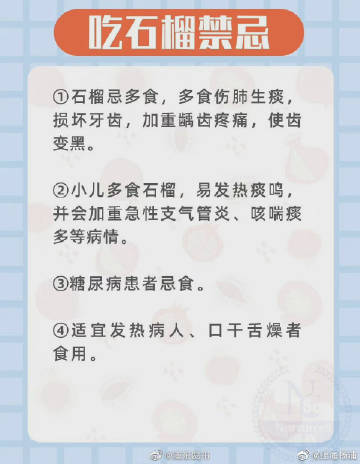 吃石榴禁忌
①石榴忌多食，多食伤肺生痰，
损坏牙齿，加重龋齿疼痛，使齿
变黑。
②小儿多食石榴，易发热痰鸣，
并会加重急性支气管炎、咳喘痰
多等病情。
③糖尿病患者忌食。
④适宜发热病人、口干舌燥者
食用。